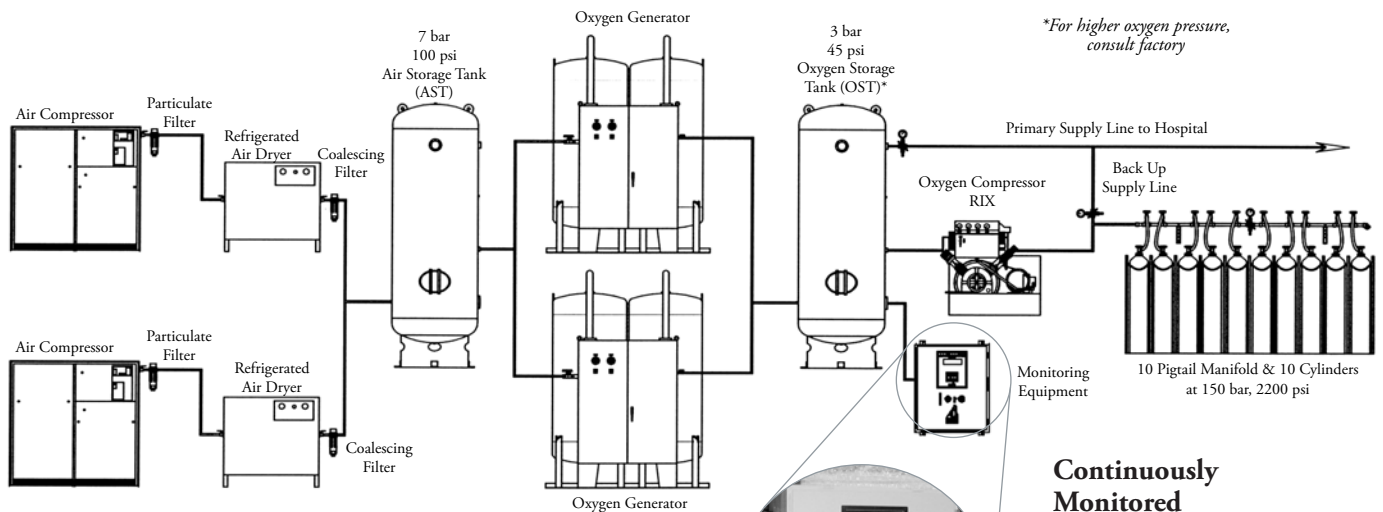 Oxygen Generator
7 bar
100 psi
Air Storage Tank
(AST)
3 bar
45 psi
Oxygen Storage
Tank (OST)*
*For higher oxygen pressure,
consult factory
Air Compressor
Particulate
Filter
Refrigerated
Air Dryer
Coalescing
Filter
Primary Supply Line to Hospital
Back Up
Supply Line
Oxygen Compressor
RIX
Air Compressor
Particulate
Filter
Refrigerated
Air Dryer
Coalescing
Filter
Oxygen Generator
Monitoring
Equipment
10 Pigtail Manifold & 10 Cylinders
at 150 bar, 2200 psi
Continuously
Monitored